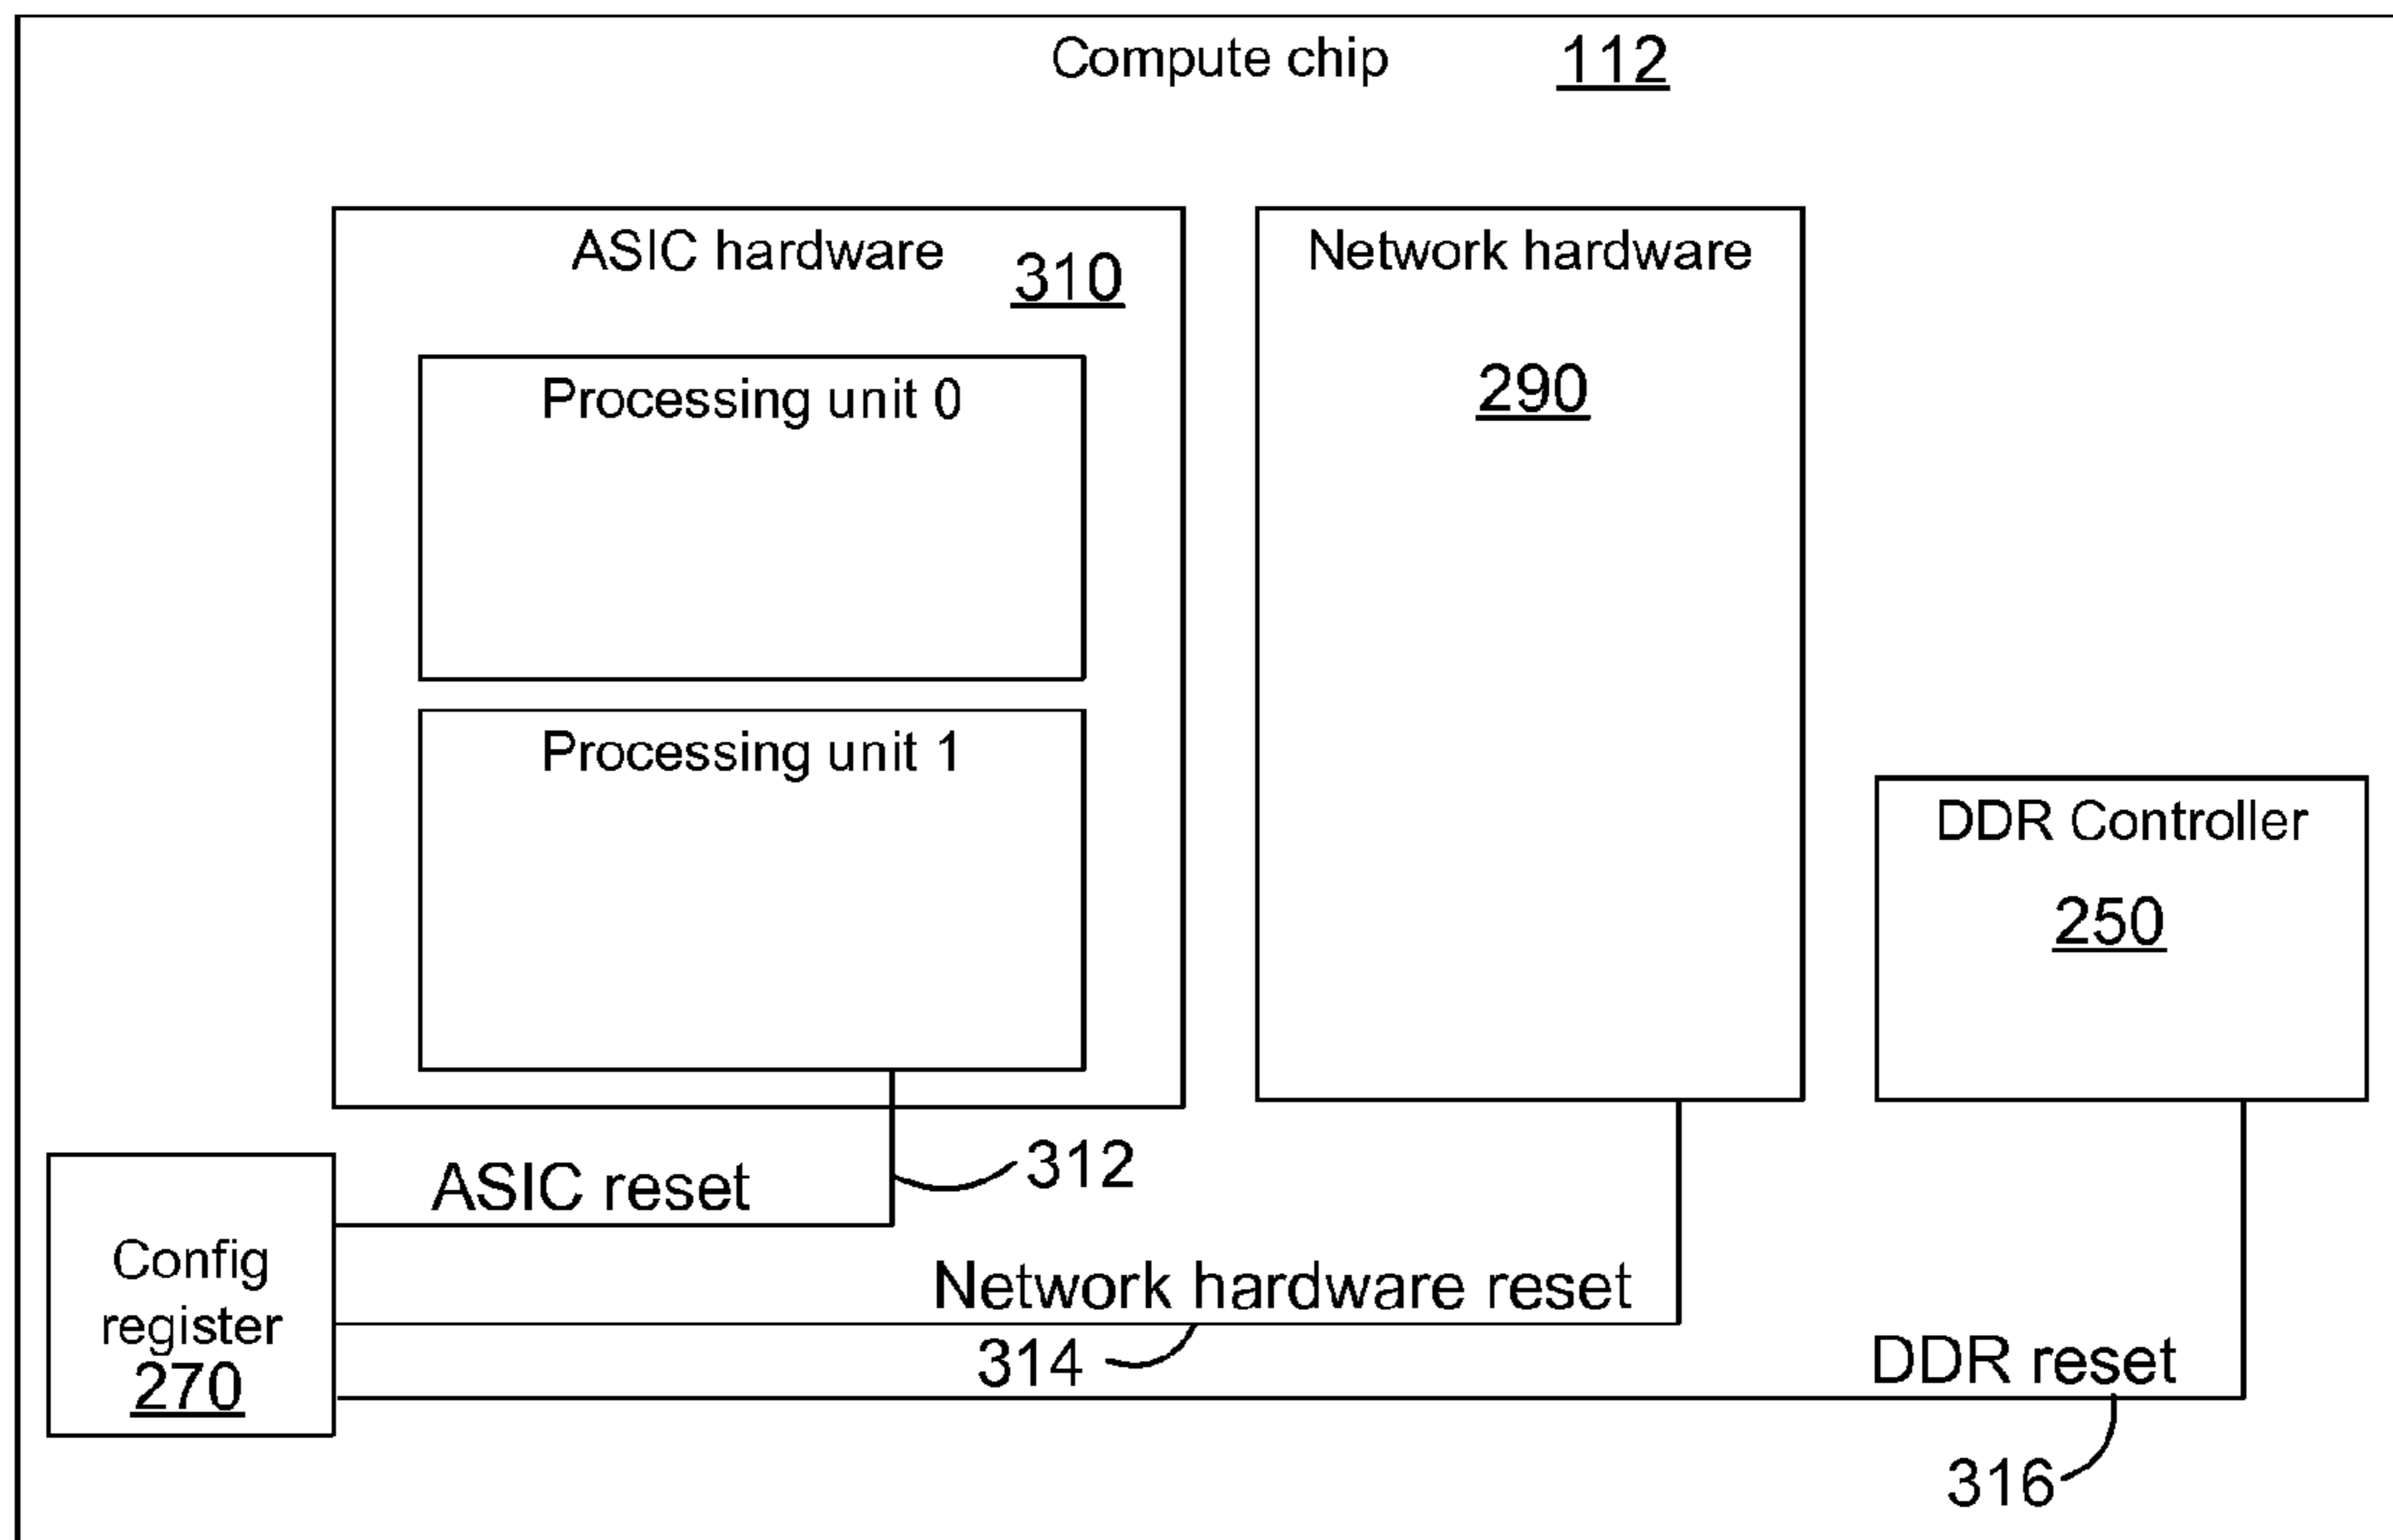 Compute chip 112
ASIC hardware
310
Processing unit 0
Processing unit 1
Network hardware
290
DDR Controller
250
ASIC reset
312
Config
register
270
Network hardware reset
314
DDR reset
316